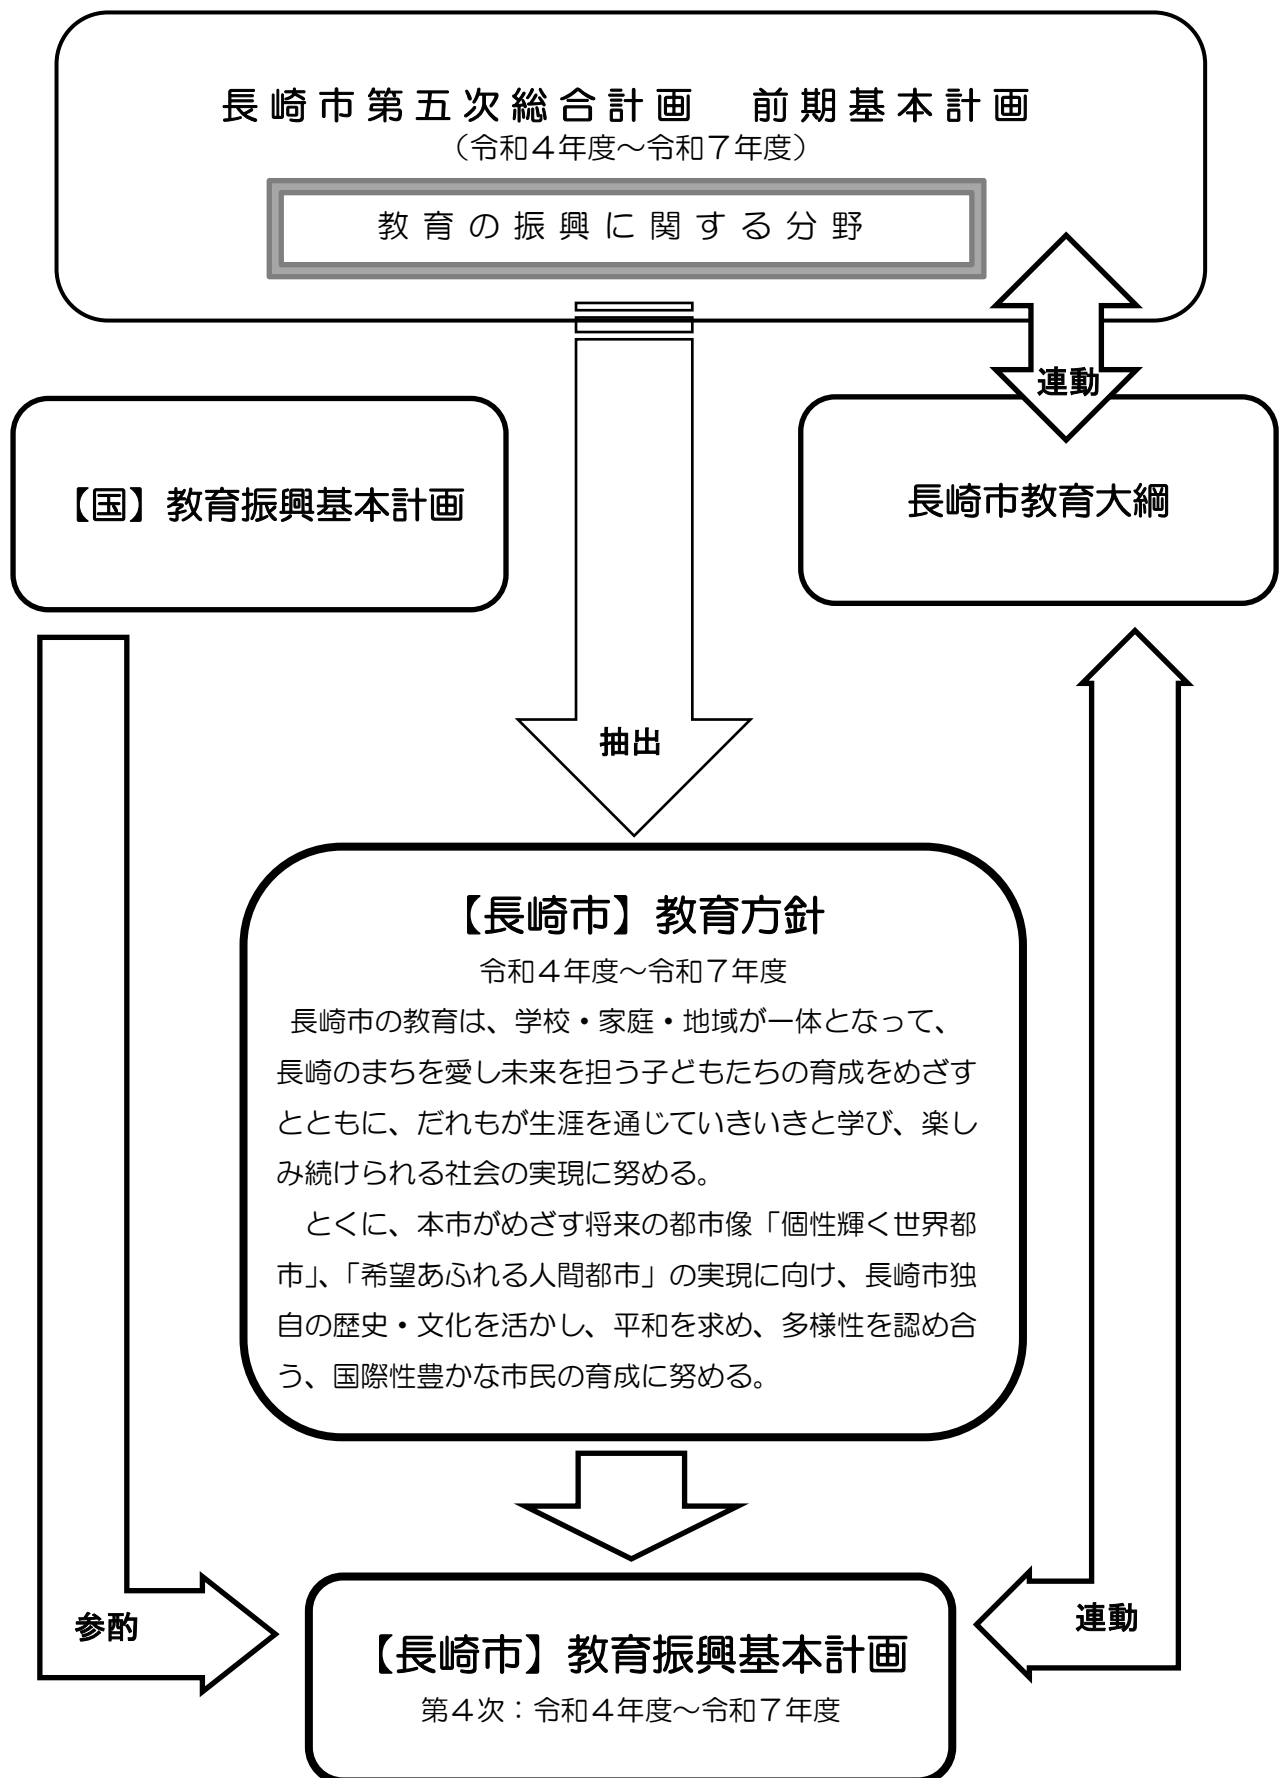 長崎市第五次総合計画　前期基本計画
（令和４年度～令和７年度）
教育の振興に関する分野
連動
【国】教育振興基本計画
長崎市教育大綱
抽出
【長崎市】教育方針
令和４年度～令和７年度
長崎市の教育は、学校・家庭・地域が一体となって、
長崎のまちを愛し未来を担う子どもたちの育成をめざす
とともに、だれもが生涯を通じていきいきと学び、楽し
み続けられる社会の実現に努める。
　とくに、本市がめざす将来の都市像「個性輝く世界都
市」、「希望あふれる人間都市」の実現に向け、長崎市独
自の歴史・文化を活かし、平和を求め、多様性を認め合
う、国際性豊かな市民の育成に努める。
参酌
連動
【長崎市】教育振興基本計画
第４次：令和４年度～令和７年度